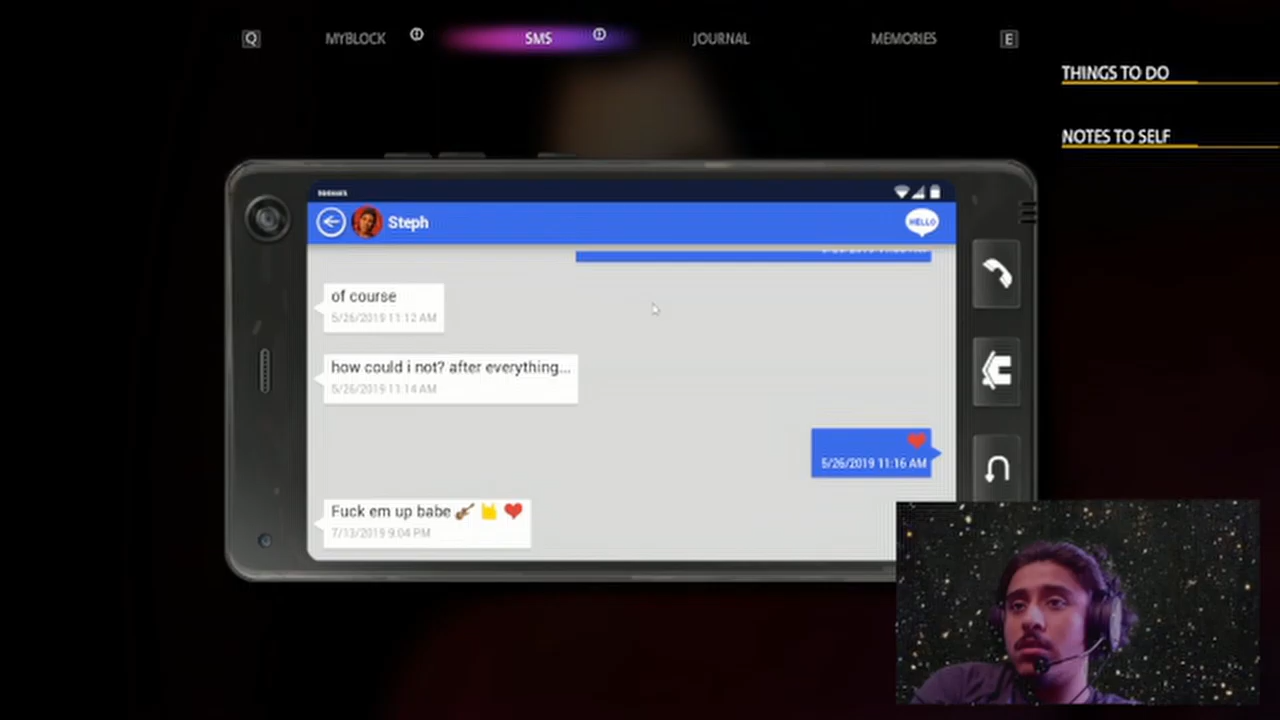 Q
MYBLOCK
SMS
JOURNAL
MEMORIES
E
THINGS TO DO
NOTES TO SELF
Steph
HELLO
of course
5/26/2019 11:12 AM
how could i not? after everything...
5/26/2019 11:14 AM
❤️
5/26/2019 11:16 AM
Fuck em up babe 🎸 🤘 ❤️
7/13/2019 9:04 PM